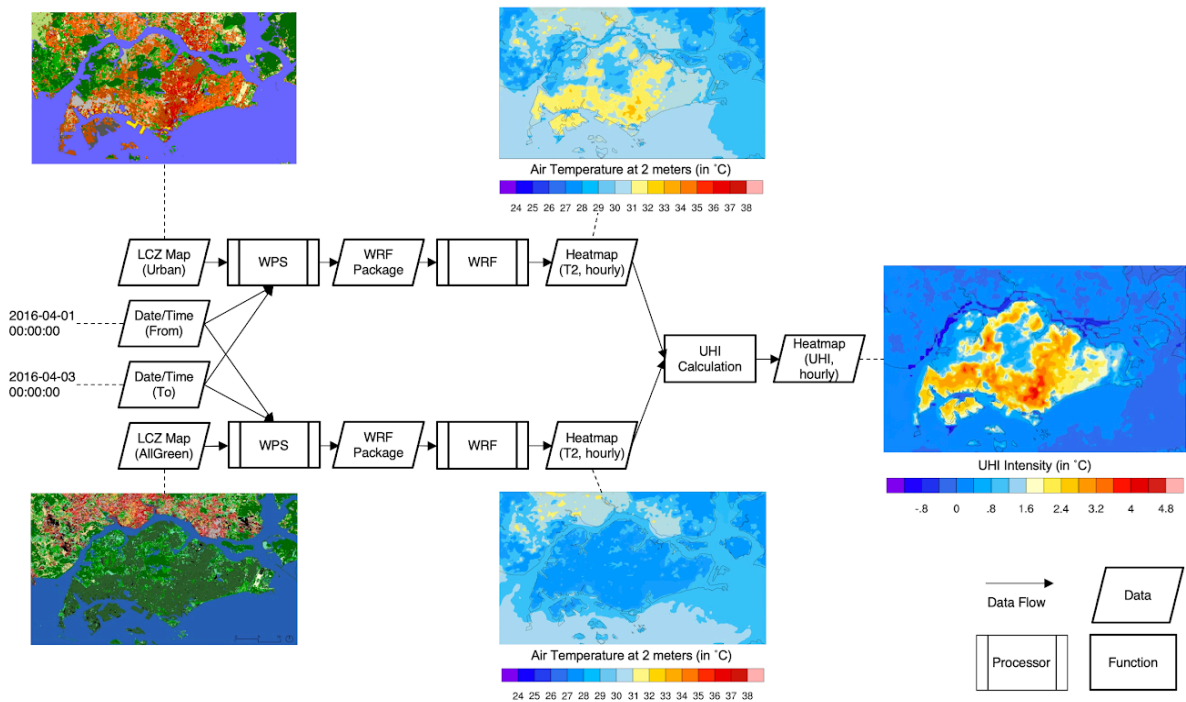 Air Temperature at 2 meters (in ˚C)
24 25 26 27 28 29 30 31 32 33 34 35 36 37 38
LCZ Map
(Urban)
WPS
WRF
Package
WRF
Heatmap
(T2, hourly)
2016-04-01
00:00:00
Date/Time
(From)
2016-04-03
00:00:00
Date/Time
(To)
UHI
Calculation
Heatmap
(UHI,
hourly)
LCZ Map
(AllGreen)
WPS
WRF
Package
WRF
Heatmap
(T2, hourly)
UHI Intensity (in ˚C)
-.8 0 .8 1.6 2.4 3.2 4 4.8
Air Temperature at 2 meters (in ˚C)
24 25 26 27 28 29 30 31 32 33 34 35 36 37 38
Data Flow
Data
Processor
Function